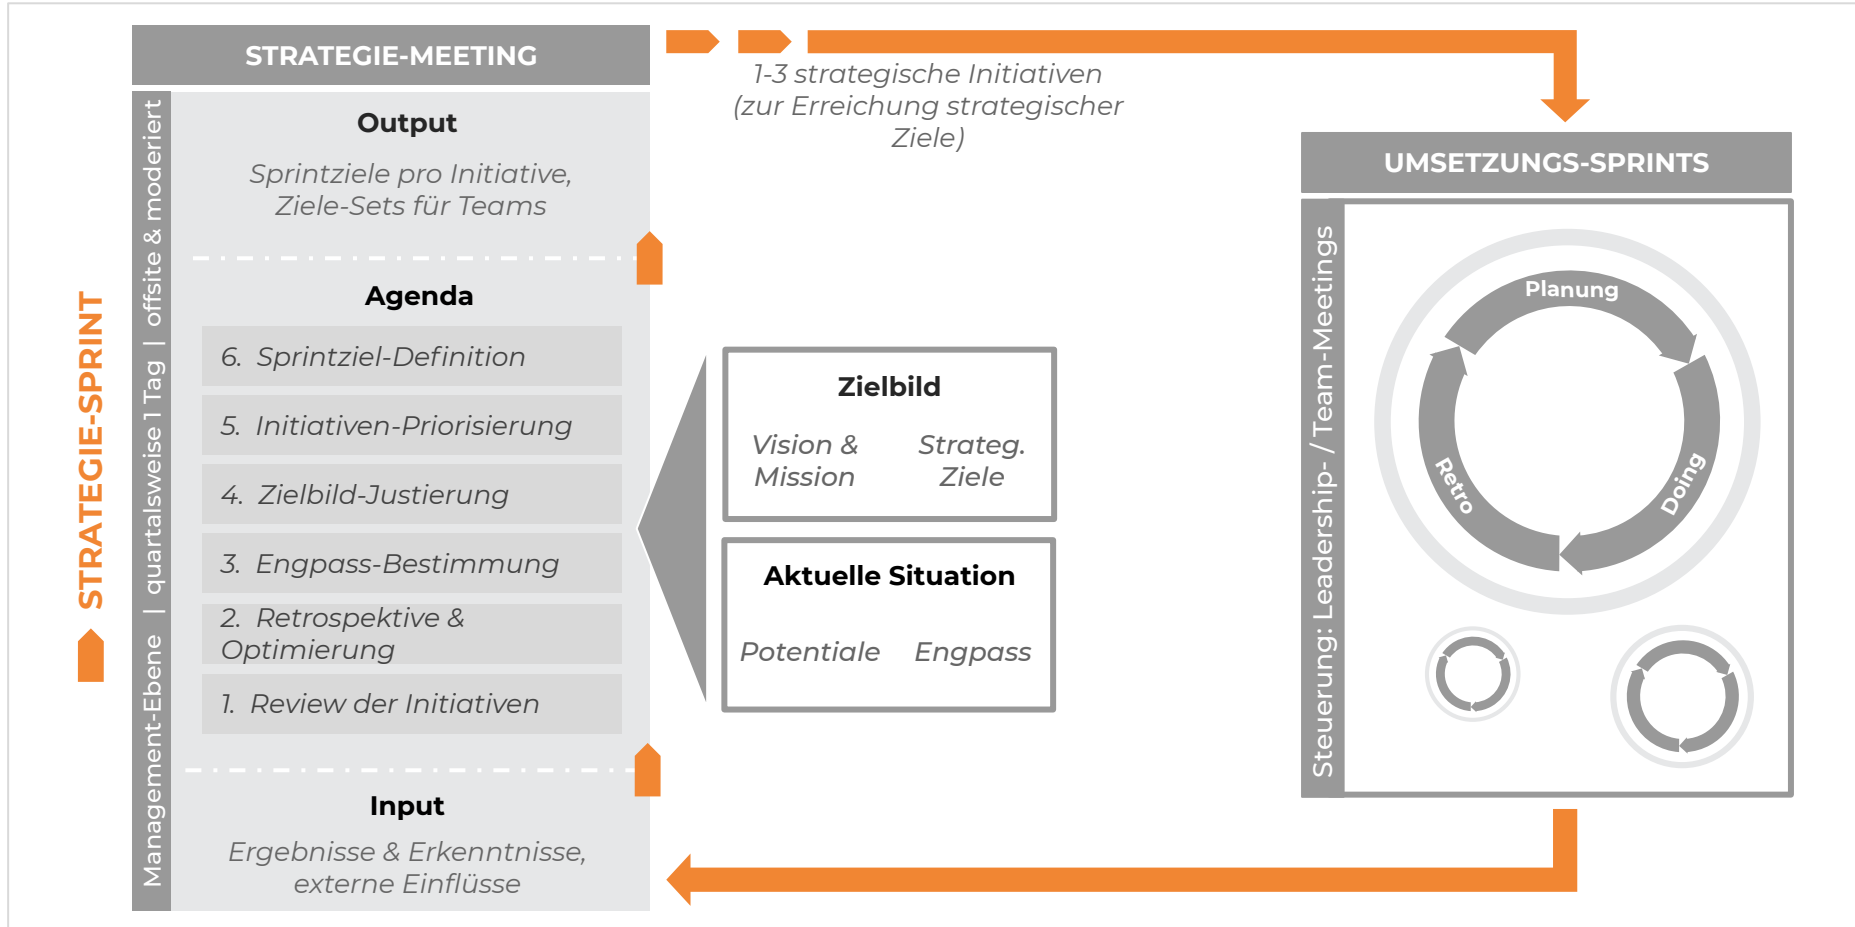 STRATEGIE-SPRINT
STRATEGIE-MEETING
Management-Ebene | quartalsweise 1 Tag | offsite & moderiert
Output
Sprintziele pro Initiative,
Ziele-Sets für Teams
Agenda
6. Sprintziel-Definition
5. Initiativen-Priorisierung
4. Zielbild-Justierung
3. Engpass-Bestimmung
2. Retrospektive &
Optimierung
1. Review der Initiativen
Input
Ergebnisse & Erkenntnisse,
externe Einflüsse
1-3 strategische Initiativen
(zur Erreichung strategischer
Ziele)
Zielbild
Vision &
Mission
Strateg.
Ziele
Aktuelle Situation
Potentiale
Engpass
UMSETZUNGS-SPRINTS
Steuerung: Leadership- / Team-Meetings
Planung
Doing
Retro